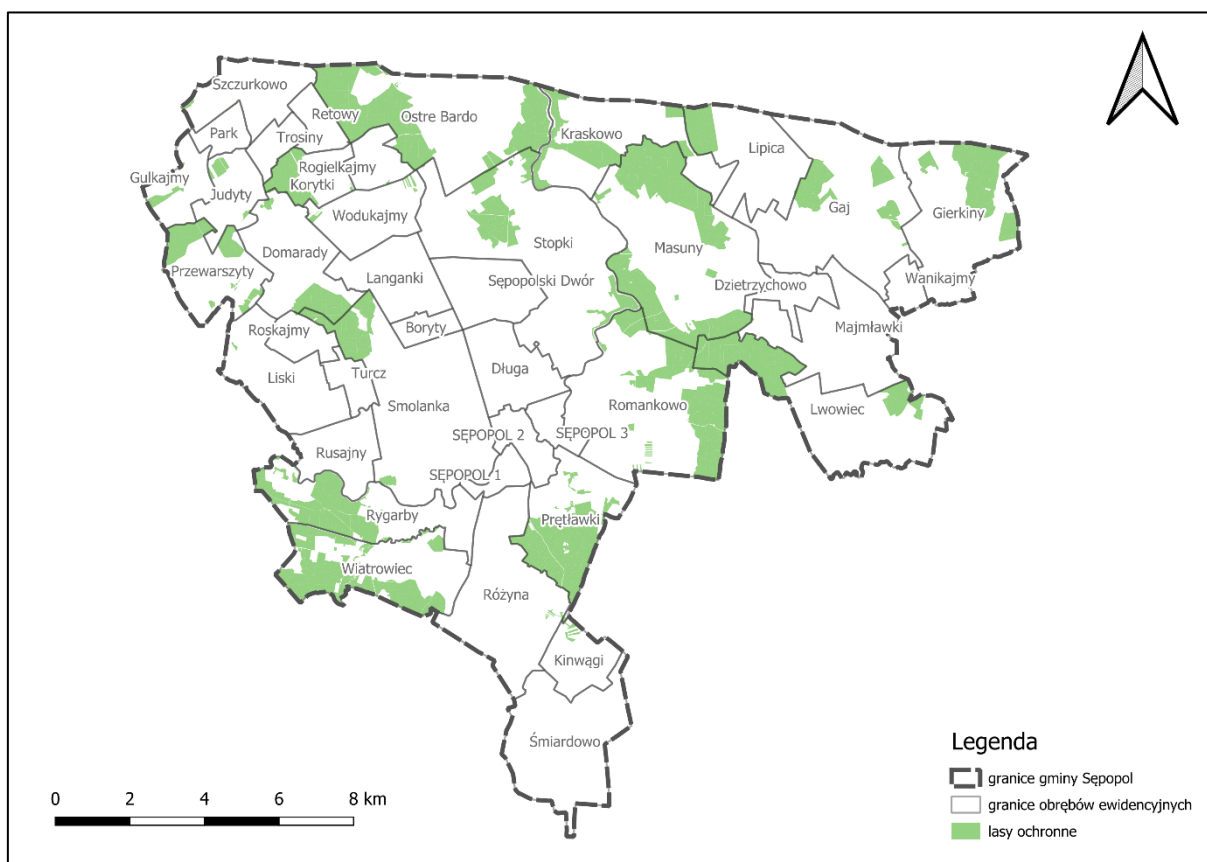 Szczurkowo
Park
Trosiny
Retowy
Ostre Bardo
Kraskowo
Lipica
Gulkajmy
Judyty
Rogielkajmy
Korytki
Wodukajmy
Gaj
Gierkiny
Stopki
Masuny
Domarady
Przewarszyty
Langanki
Sępopolski Dwór
Dzietrzychowo
Wanikajmy
Roskajmy
Boryty
Majmławki
Liski
Turcz
Długa
Smolanka
Romankowo
Lwowiec
SĘPOPOL 2
SĘPOPOL 3
Rusajny
SĘPOPOL 1
Rygarby
Prętławki
Wiatrowiec
Różyna
Kinwągi
Śmiardowo
Legenda
granice gminy Sępopol
granice obrębów ewidencyjnych
lasy ochronne
0 2 4 6 8 km